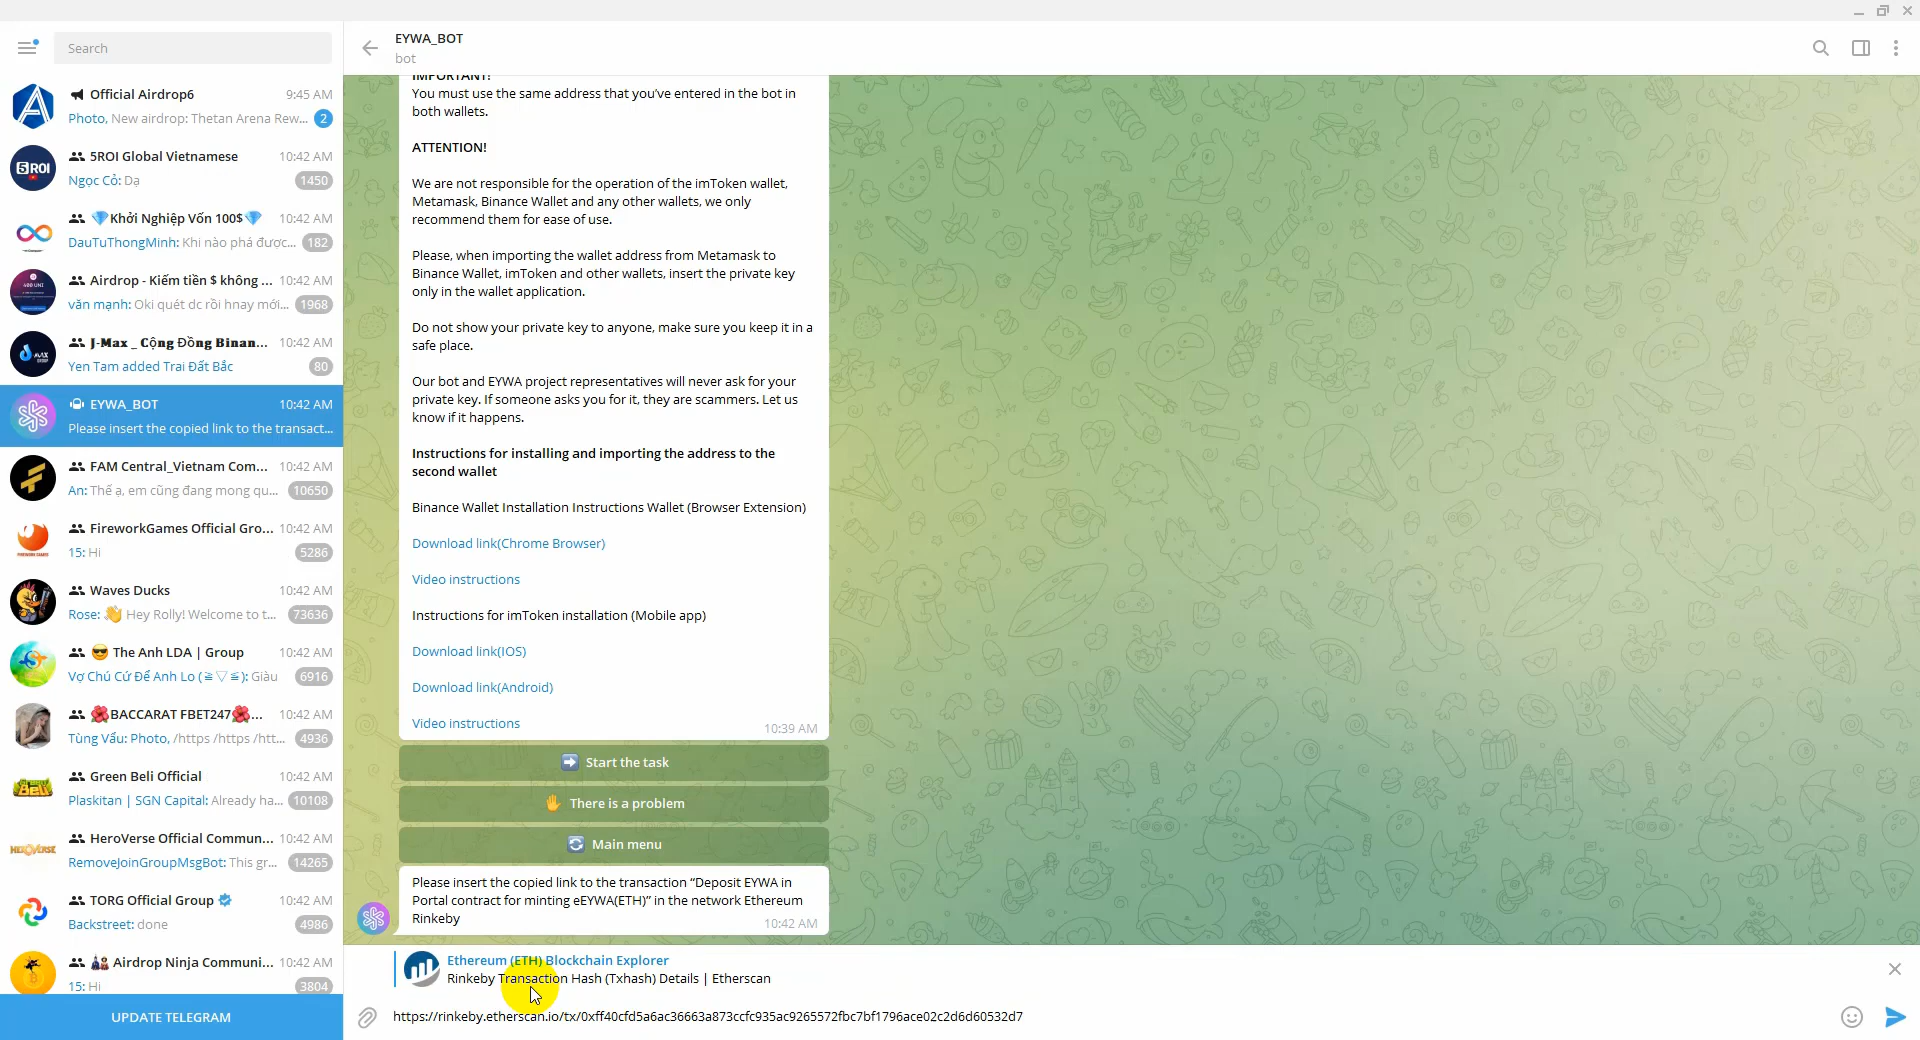 Search
Official Airdrop6 9:45 AM
Photo, New airdrop: Thetan Arena Rew... 2
5ROI
5ROI Global Vietnamese 10:42 AM
Ngọc Cỏ: Dạ 1450
💎Khởi Nghiệp Vốn 100$💎 10:42 AM
DauTuThongMinh: Khi nào phá được... 182
400 UNI
Airdrop - Kiếm tiền $ không ... 10:42 AM
văn mạnh: Oki quét dc rồi hnay mới... 1968
J-Max _ Cộng Đồng Binan... 10:42 AM
Yen Tam added Trai Đất Bắc 80
EYWA_BOT 10:42 AM
Please insert the copied link to the transact...
FAM Central_Vietnam Com... 10:42 AM
An: Thế ạ, em cũng đang mong qu... 10650
FireworkGames Official Gro... 10:42 AM
15: Hi 5286
Waves Ducks 10:42 AM
Rose: 👋 Hey Rolly! Welcome to t... 73636
😎 The Anh LDA | Group 10:42 AM
Vợ Chú Cứ Để Anh Lo (≧▽≦): Giàu 6916
🌺BACCARAT FBET247🌺... 10:42 AM
Tùng Vẩu: Photo, /https /https /htt... 4936
Green Beli Official 10:42 AM
Plaskitan | SGN Capital: Already ha... 10108
HEROVERSE
HeroVerse Official Commun... 10:42 AM
RemoveJoinGroupMsgBot: This gr... 14265
TORG Official Group 10:42 AM
Backstreet: done 4986
Airdrop Ninja Communi... 10:42 AM
15: Hi 3804
UPDATE TELEGRAM
EYWA_BOT
bot
IMPORTANT!
You must use the same address that you've entered in the bot in
both wallets.
ATTENTION!
We are not responsible for the operation of the imToken wallet,
Metamask, Binance Wallet and any other wallets, we only
recommend them for ease of use.
Please, when importing the wallet address from Metamask to
Binance Wallet, imToken and other wallets, insert the private key
only in the wallet application.
Do not show your private key to anyone, make sure you keep it in a
safe place.
Our bot and EYWA project representatives will never ask for your
private key. If someone asks you for it, they are scammers. Let us
know if it happens.
Instructions for installing and importing the address to the
second wallet
Binance Wallet Installation Instructions Wallet (Browser Extension)
Download link(Chrome Browser)
Video instructions
Instructions for imToken installation (Mobile app)
Download link(IOS)
Download link(Android)
Video instructions
10:39 AM
Start the task
There is a problem
Main menu
Please insert the copied link to the transaction “Deposit EYWA in
Portal contract for minting eEYWA(ETH)” in the network Ethereum
Rinkeby
10:42 AM
Ethereum (ETH) Blockchain Explorer
Rinkeby Transaction Hash (Txhash) Details | Etherscan
https://rinkeby.etherscan.io/tx/0xff40cfd5a6ac36663a873ccfc935ac9265572fbc7bf1796ace02c2d6d60532d7